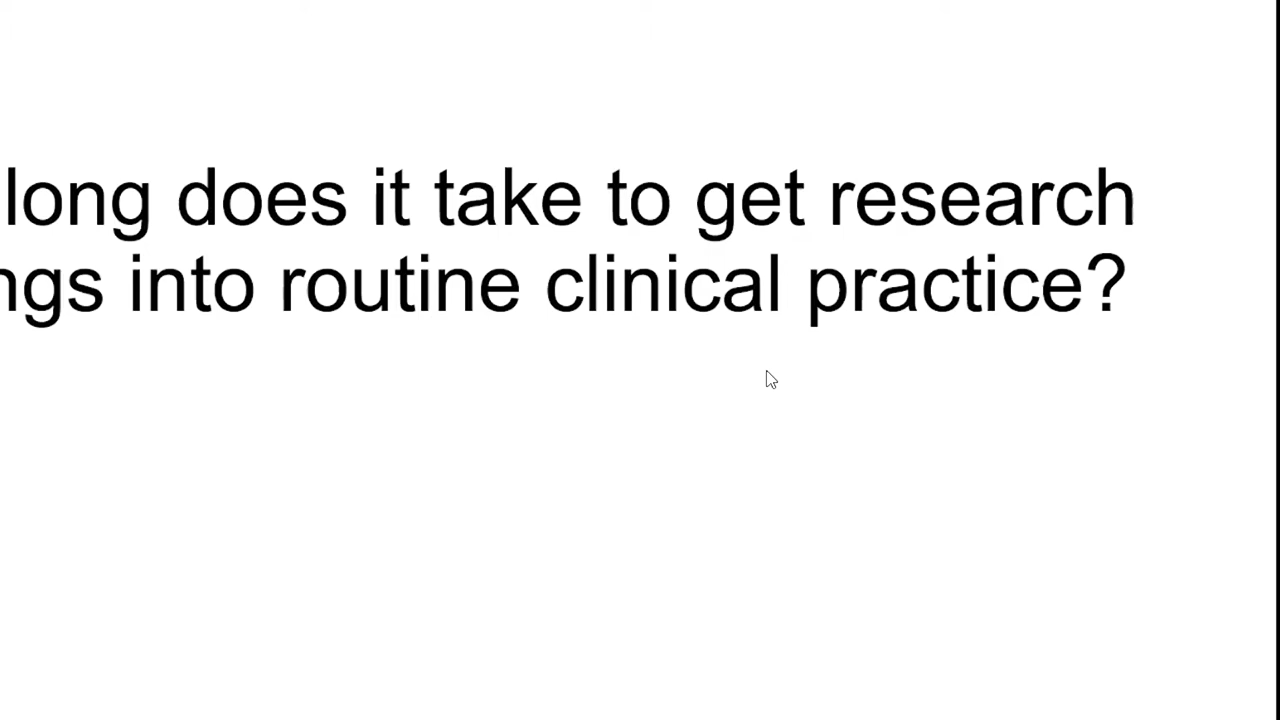 long does it take to get research
ngs into routine clinical practice?